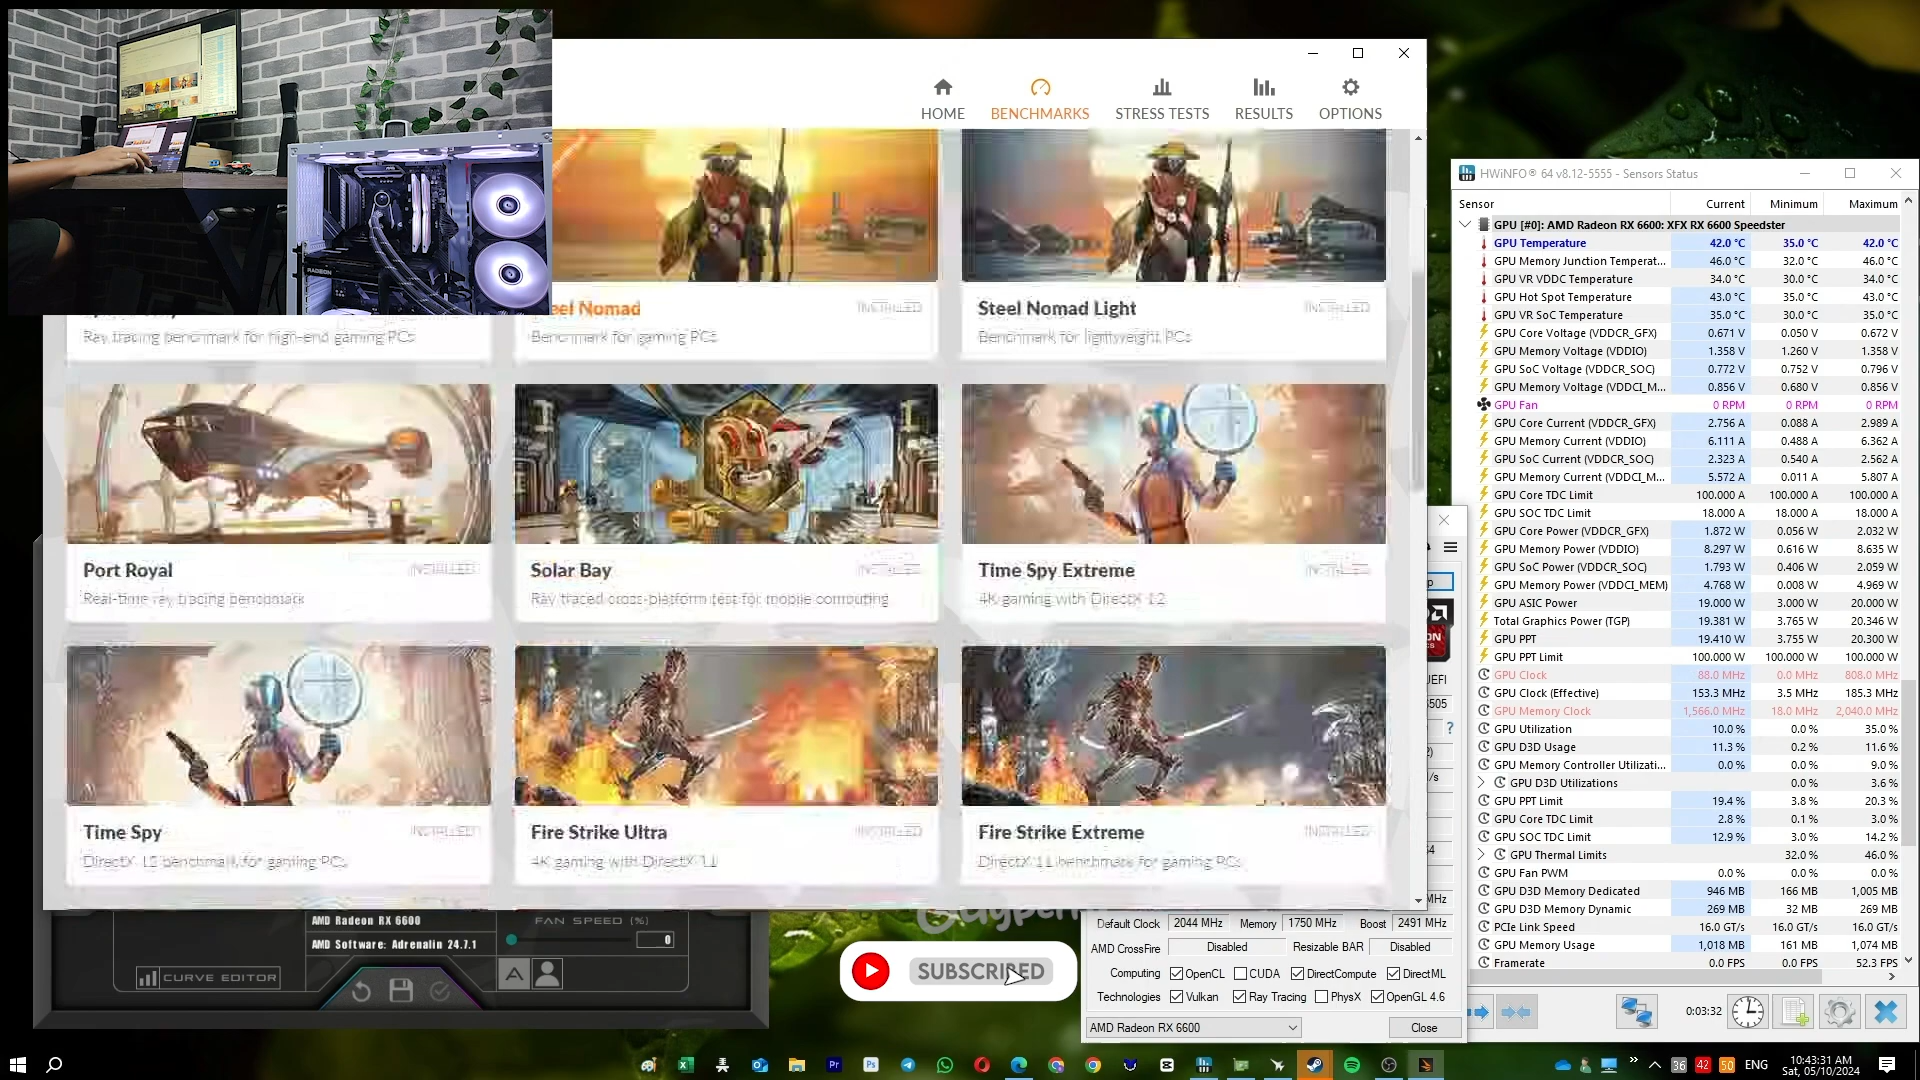 HOME
BENCHMARKS
STRESS TESTS
RESULTS
OPTIONS
eel Nomad
INSTALLED
Steel Nomad Light
INSTALLED
Ray tracing benchmark for high-end gaming PCs
Benchmark for gaming PCs
Benchmark for lightweight PCs
Port Royal
INSTALLED
Solar Bay
INSTALLED
Time Spy Extreme
INSTALLED
Real-time ray tracing benchmark
Ray traced cross-platform test for mobile computing
4K gaming with DirectX 12
Time Spy
INSTALLED
Fire Strike Ultra
INSTALLED
Fire Strike Extreme
INSTALLED
DirectX 12 benchmark for gaming PCs
4K gaming with DirectX 11
DirectX 11 benchmark for gaming PCs
HWiNFO® 64 v8.12-5555 - Sensors Status
Sensor Current Minimum Maximum
GPU [#0]: AMD Radeon RX 6600: XFX RX 6600 Speedster
GPU Temperature 42.0 °C 35.0 °C 42.0 °C
GPU Memory Junction Temperat... 46.0 °C 32.0 °C 46.0 °C
GPU VR VDDC Temperature 34.0 °C 30.0 °C 34.0 °C
GPU Hot Spot Temperature 43.0 °C 35.0 °C 43.0 °C
GPU VR SoC Temperature 35.0 °C 30.0 °C 35.0 °C
GPU Core Voltage (VDDCR_GFX) 0.671 V 0.050 V 0.672 V
GPU Memory Voltage (VDDIO) 1.358 V 1.260 V 1.358 V
GPU SoC Voltage (VDDCR_SOC) 0.772 V 0.752 V 0.796 V
GPU Memory Voltage (VDDCI_M... 0.856 V 0.680 V 0.856 V
GPU Fan 0 RPM 0 RPM 0 RPM
GPU Core Current (VDDCR_GFX) 2.756 A 0.088 A 2.989 A
GPU Memory Current (VDDIO) 6.111 A 0.488 A 6.362 A
GPU SoC Current (VDDCR_SOC) 2.323 A 0.540 A 2.562 A
GPU Memory Current (VDDCI_M... 5.572 A 0.011 A 5.807 A
GPU Core TDC Limit 100.000 A 100.000 A 100.000 A
GPU SOC TDC Limit 18.000 A 18.000 A 18.000 A
GPU Core Power (VDDCR_GFX) 1.872 W 0.056 W 2.032 W
GPU Memory Power (VDDIO) 8.297 W 0.616 W 8.635 W
GPU SoC Power (VDDCR_SOC) 1.793 W 0.406 W 2.059 W
GPU Memory Power (VDDCI_MEM) 4.768 W 0.008 W 4.969 W
GPU ASIC Power 19.000 W 3.000 W 20.000 W
Total Graphics Power (TGP) 19.381 W 3.765 W 20.346 W
GPU PPT 19.410 W 3.755 W 20.300 W
GPU PPT Limit 100.000 W 100.000 W 100.000 W
GPU Clock 88.0 MHz 0.0 MHz 808.0 MHz
GPU Clock (Effective) 153.3 MHz 3.5 MHz 185.3 MHz
GPU Memory Clock 1,566.0 MHz 18.0 MHz 2,040.0 MHz
GPU Utilization 10.0 % 0.0 % 35.0 %
GPU D3D Usage 11.3 % 0.2 % 11.6 %
GPU Memory Controller Utilizati... 0.0 % 0.0 % 9.0 %
GPU D3D Utilizations 0.0 % 3.6 %
GPU PPT Limit 19.4 % 3.8 % 20.3 %
GPU Core TDC Limit 2.8 % 0.1 % 3.0 %
GPU SOC TDC Limit 12.9 % 3.0 % 14.2 %
GPU Thermal Limits 32.0 % 46.0 %
GPU Fan PWM 0.0 % 0.0 % 0.0 %
GPU D3D Memory Dedicated 946 MB 166 MB 1,005 MB
GPU D3D Memory Dynamic 269 MB 32 MB 269 MB
PCIe Link Speed 16.0 GT/s 16.0 GT/s 16.0 GT/s
GPU Memory Usage 1,018 MB 161 MB 1,074 MB
Framerate 0.0 FPS 0.0 FPS 52.3 FPS
0:03:32
AMD Radeon RX 6600
AMD Software: Adrenalin 24.7.1
FAN SPEED (%)
0
CURVE EDITOR
A
SUBSCRIBED
Default Clock 2044 MHz Memory 1750 MHz Boost 2491 MHz
AMD CrossFire Disabled Resizable BAR Disabled
Computing OpenCL CUDA DirectCompute DirectML
Technologies Vulkan Ray Tracing PhysX OpenGL 4.6
AMD Radeon RX 6600
Close
36 42 50 ENG
10:43:31 AM
Sat, 05/10/2024